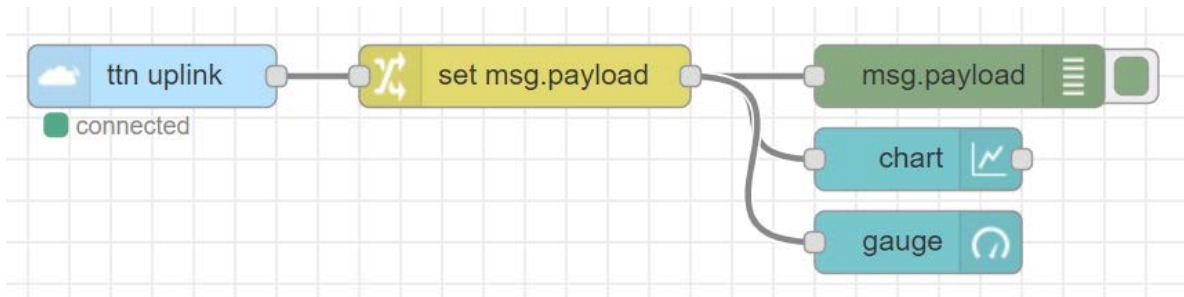 ttn uplink
set msg.payload
msg.payload
connected
chart
gauge